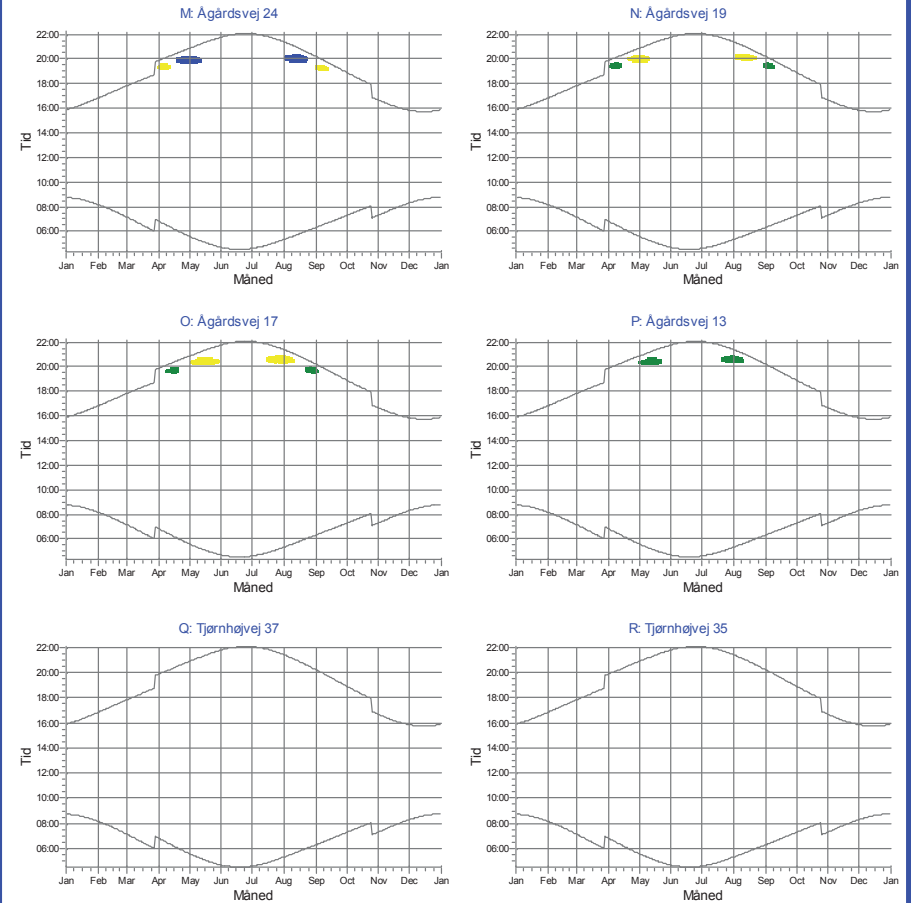 M: Ågårdsvej 24
22:00
20:00
18:00
16:00
14:00
12:00
10:00
08:00
06:00
Tid
Jan Feb Mar Apr May Jun Jul Aug Sep Oct Nov Dec Jan
Måned
N: Ågårdsvej 19
22:00
20:00
18:00
16:00
14:00
12:00
10:00
08:00
06:00
Tid
Jan Feb Mar Apr May Jun Jul Aug Sep Oct Nov Dec Jan
Måned
O: Ågårdsvej 17
22:00
20:00
18:00
16:00
14:00
12:00
10:00
08:00
06:00
Tid
Jan Feb Mar Apr May Jun Jul Aug Sep Oct Nov Dec Jan
Måned
P: Ågårdsvej 13
22:00
20:00
18:00
16:00
14:00
12:00
10:00
08:00
06:00
Tid
Jan Feb Mar Apr May Jun Jul Aug Sep Oct Nov Dec Jan
Måned
Q: Tjørnhøjvej 37
22:00
20:00
18:00
16:00
14:00
12:00
10:00
08:00
06:00
Tid
Jan Feb Mar Apr May Jun Jul Aug Sep Oct Nov Dec Jan
Måned
R: Tjørnhøjvej 35
22:00
20:00
18:00
16:00
14:00
12:00
10:00
08:00
06:00
Tid
Jan Feb Mar Apr May Jun Jul Aug Sep Oct Nov Dec Jan
Måned